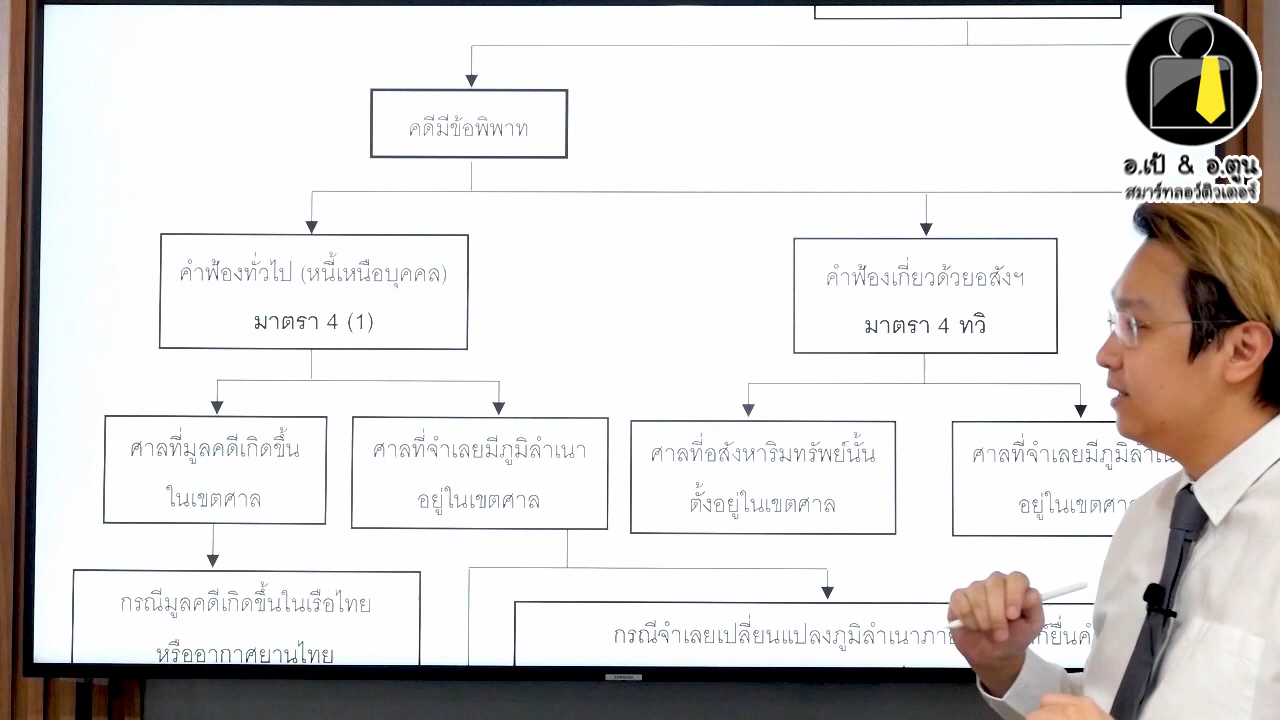 อ.เป้ & อ.ตูน
สมาร์ทลอว์ติวเตอร์
คดีมีข้อพิพาท
คำฟ้องทั่วไป (หนี้เหนือบุคคล)
มาตรา 4 (1)
คำฟ้องเกี่ยวด้วยอสังฯ
มาตรา 4 ทวิ
ศาลที่มูลคดีเกิดขึ้น
ในเขตศาล
ศาลที่จำเลยมีภูมิลำเนา
อยู่ในเขตศาล
ศาลที่อสังหาริมทรัพย์นั้น
ตั้งอยู่ในเขตศาล
ศาลที่จำเลยมีภูมิลำเน
อยู่ในเขตศา
กรณีมูลคดีเกิดขึ้นในเรือไทย
หรืออากาศยานไทย
กรณีจำเลยเปลี่ยนแปลงภูมิลำเนาภา
SAMSUNG